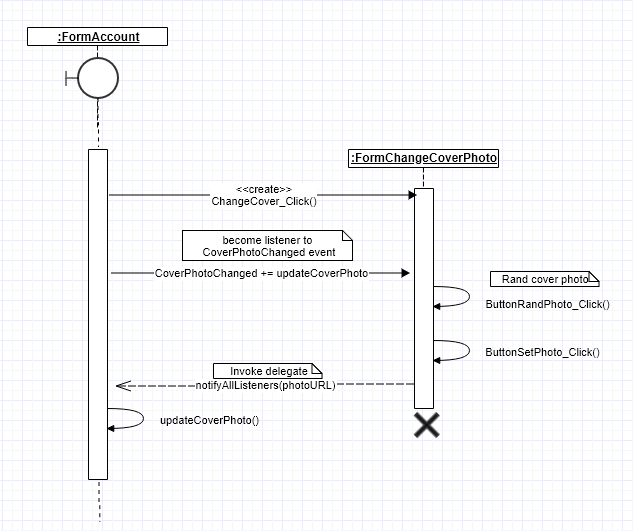 :FormAccount
:FormChangeCoverPhoto
<<create>>
ChangeCover_Click()
become listener to
CoverPhotoChanged event
CoverPhotoChanged += updateCoverPhoto
Rand cover photo
ButtonRandPhoto_Click()
ButtonSetPhoto_Click()
Invoke delegate
notifyAllListeners(photoURL)
updateCoverPhoto()